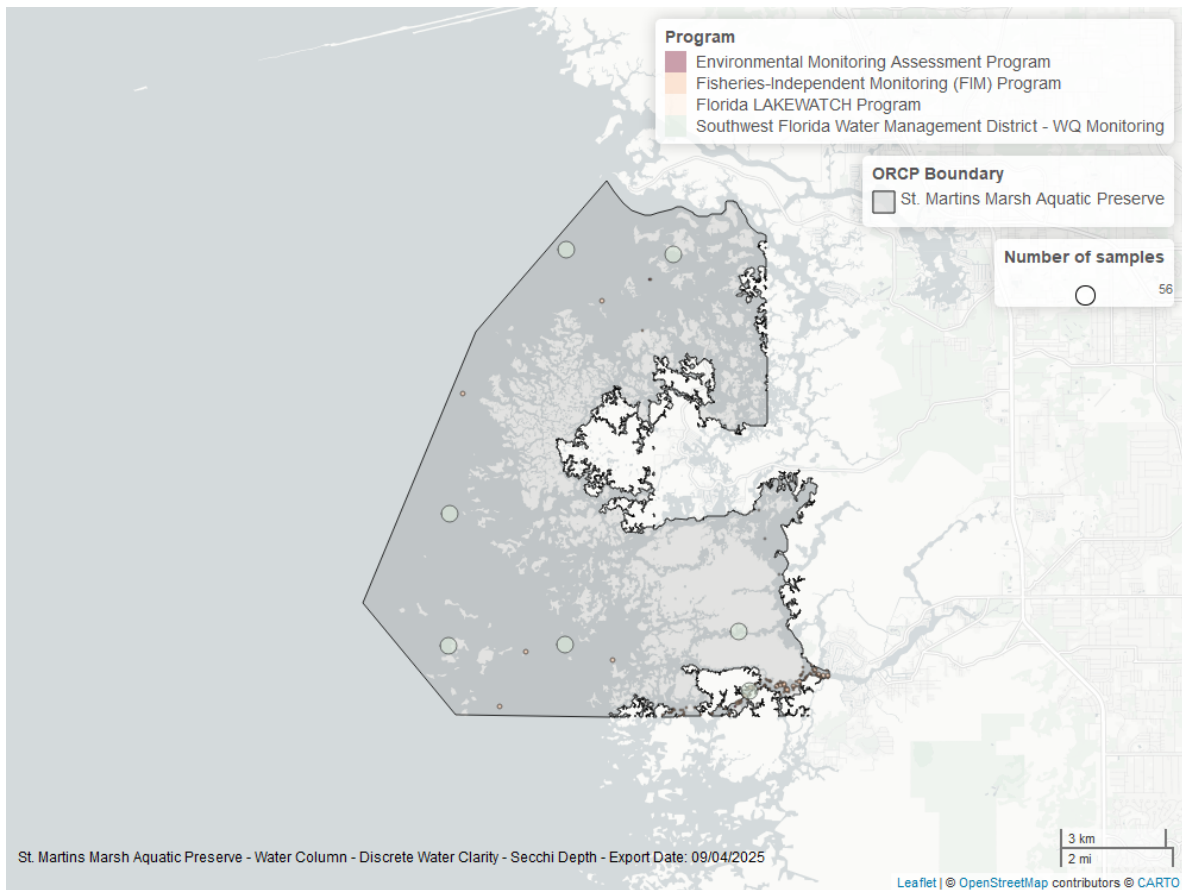 Program
Environmental Monitoring Assessment Program
Fisheries-Independent Monitoring (FIM) Program
Florida LAKEWATCH Program
Southwest Florida Water Management District - WQ Monitoring
ORCP Boundary
St. Martins Marsh Aquatic Preserve
Number of samples
56
3 km
2 mi
St. Martins Marsh Aquatic Preserve - Water Column - Discrete Water Clarity - Secchi Depth - Export Date: 09/04/2025
Leaflet | © OpenStreetMap contributors © CARTO